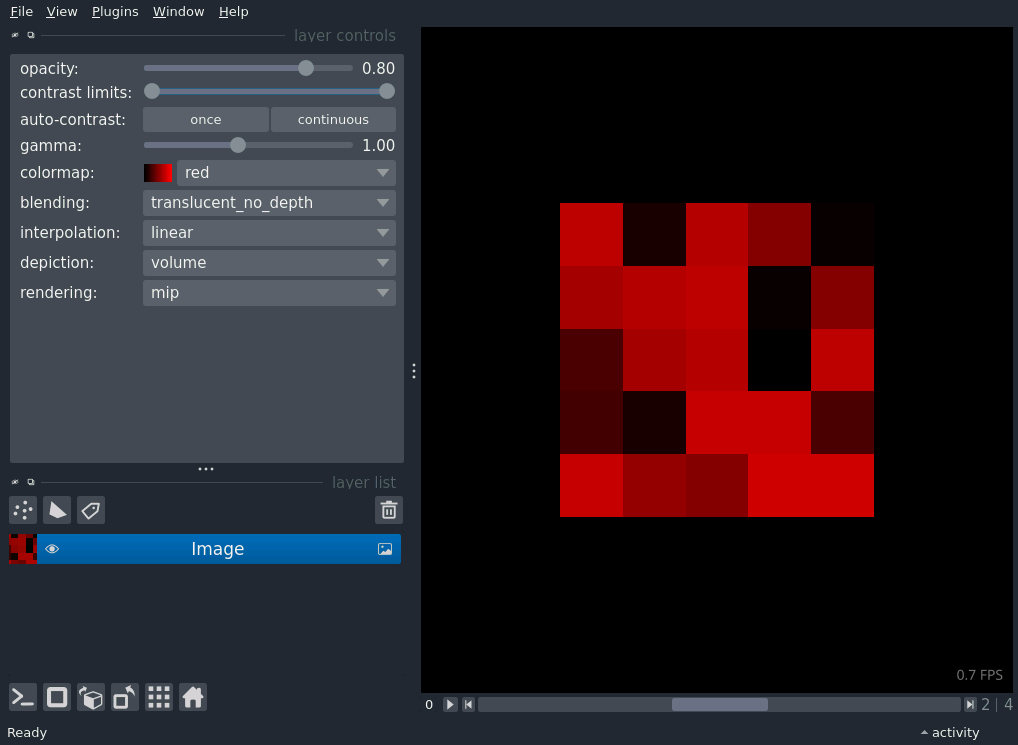 File View Plugins Window Help
layer controls
opacity: 0.80
contrast limits:
auto-contrast: once continuous
gamma: 1.00
colormap: red
blending: translucent_no_depth
interpolation: linear
depiction: volume
rendering: mip
layer list
Image
0.7 FPS
0 2 | 4
Ready activity